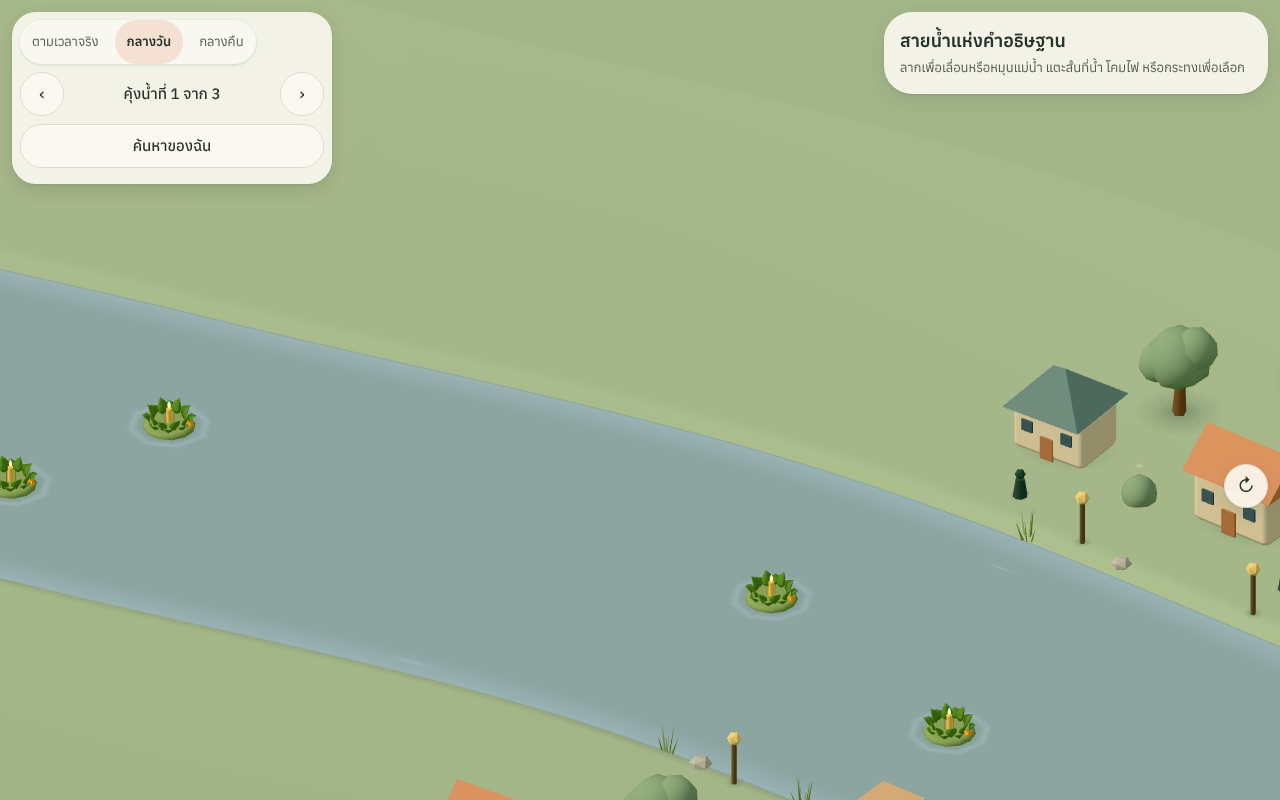 ตามเวลาจริง กลางวัน กลางคืน
‹ คุ้งน้ำที่ 1 จาก 3 ›
ค้นหาของฉัน
สายน้ำแห่งคำอธิษฐาน
ลากเพื่อเลื่อนหรือหมุนแม่น้ำ แตะสั้นที่น้ำ โคมไฟ หรือกระทงเพื่อเลือก